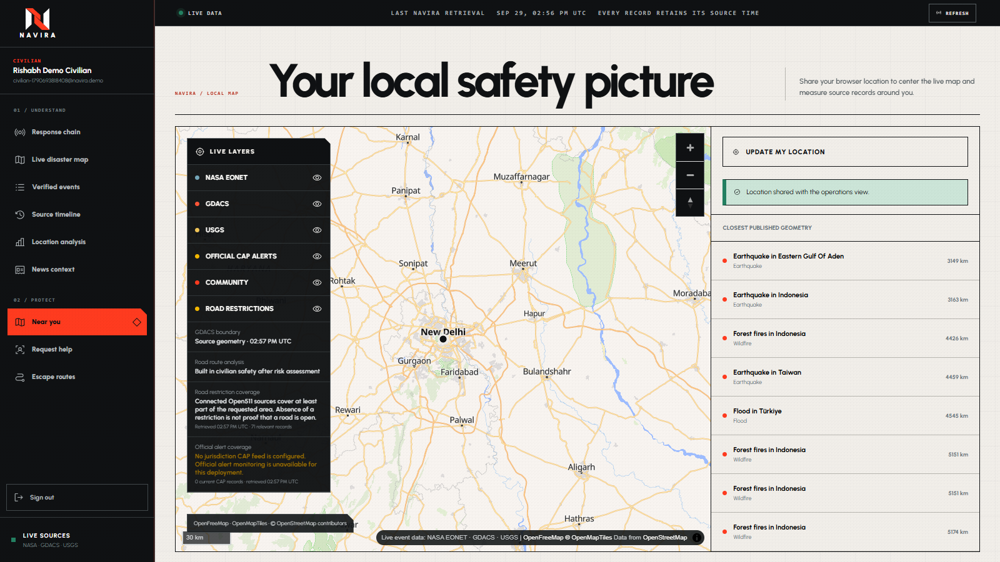 NAVIRA
CIVILIAN
Rishabh Demo Civilian
civilian-1790693818408@navira.demo
01 / UNDERSTAND
Response chain
Live disaster map
Verified events
Source timeline
Location analysis
News context
02 / PROTECT
Near you
Request help
Escape routes
Sign out
LIVE SOURCES
NASA · GDACS · USGS
LIVE DATA
LAST NAVIRA RETRIEVAL SEP 29, 02:56 PM UTC EVERY RECORD RETAINS ITS SOURCE TIME
REFRESH
NAVIRA / LOCAL MAP
Your local safety picture
Share your browser location to center the live map and
measure source records around you.
LIVE LAYERS
NASA EONET
GDACS
USGS
OFFICIAL CAP ALERTS
COMMUNITY
ROAD RESTRICTIONS
GDACS boundary
Source geometry · 02:57 PM UTC
Road route analysis
Built in civilian safety after risk assessment
Road restriction coverage
Connected Open511 sources cover at least
part of the requested area. Absence of a
restriction is not proof that a road is open.
Retrieved 02:57 PM UTC · 71 relevant records
Official alert coverage
No jurisdiction CAP feed is configured.
Official alert monitoring is unavailable for
this deployment.
0 current CAP records · retrieved 02:57 PM UTC
Karnal
Muzaffarnagar
Panipat
Sonipat
Meerut
Rohtak
Moradaba
Hapur
New Delhi
Gurgaon
Faridabad
Bulandshahr
Rewari
Palwal
Aligarh
Hathras
OpenFreeMap · OpenMapTiles · © OpenStreetMap contributors
30 km
Live event data: NASA EONET · GDACS · USGS | OpenFreeMap © OpenMapTiles Data from OpenStreetMap
UPDATE MY LOCATION
Location shared with the operations view.
CLOSEST PUBLISHED GEOMETRY
Earthquake in Eastern Gulf Of Aden
Earthquake
3149 km
Earthquake in Indonesia
Earthquake
3163 km
Forest fires in Indonesia
Wildfire
4426 km
Earthquake in Taiwan
Earthquake
4459 km
Flood in Türkiye
Flood
4545 km
Forest fires in Indonesia
Wildfire
5151 km
Forest fires in Indonesia
Wildfire
5151 km
Forest fires in Indonesia
Wildfire
5174 km